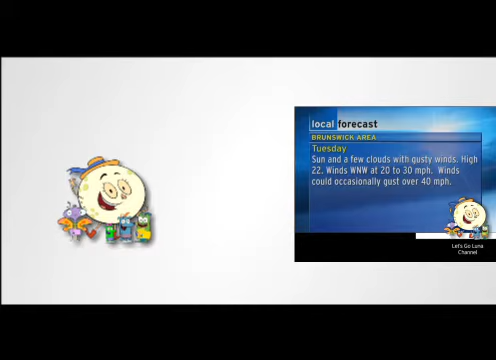 local forecast
BRUNSWICK AREA
Tuesday
Sun and a few clouds with gusty winds. High
22. Winds WNW at 20 to 30 mph. Winds
could occasionally gust over 40 mph.
Let's Go Luna
Channel